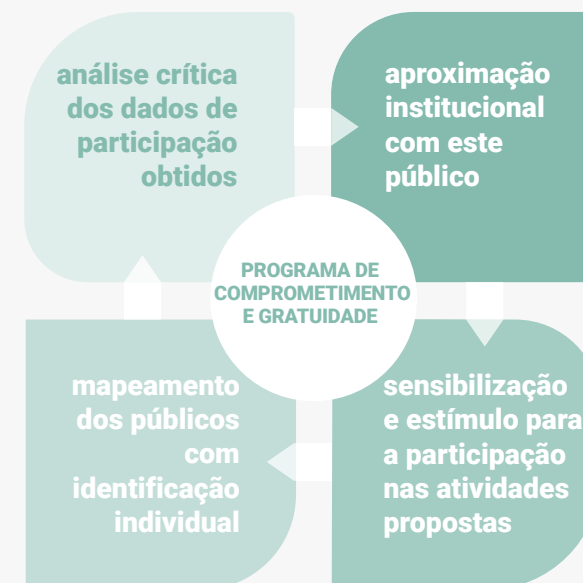 análise crítica
dos dados de
participação
obtidos
aproximação
institucional
com este
público
PROGRAMA DE
COMPROMETIMENTO
E GRATUIDADE
mapeamento
dos públicos
com
identificação
individual
sensibilização
e estímulo para
a participação
nas atividades
propostas